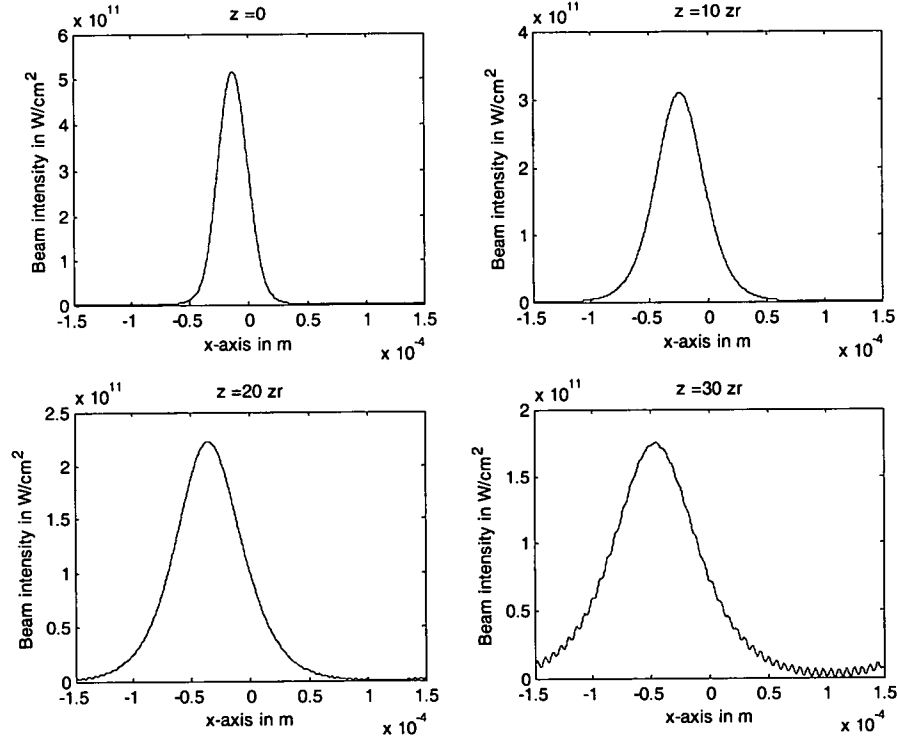 x 10^11
z =0
Beam intensity in W/cm^2
6
5
4
3
2
1
0
-1.5 -1 -0.5 0 0.5 1 1.5
x-axis in m
x 10^-4
x 10^11
z =10 zr
Beam intensity in W/cm^2
4
3
2
1
0
-1.5 -1 -0.5 0 0.5 1 1.5
x-axis in m
x 10^-4
x 10^11
z =20 zr
Beam intensity in W/cm^2
2.5
2
1.5
1
0.5
0
-1.5 -1 -0.5 0 0.5 1 1.5
x-axis in m
x 10^-4
x 10^11
z =30 zr
Beam intensity in W/cm^2
2
1.5
1
0.5
0
-1.5 -1 -0.5 0 0.5 1 1.5
x-axis in m
x 10^-4